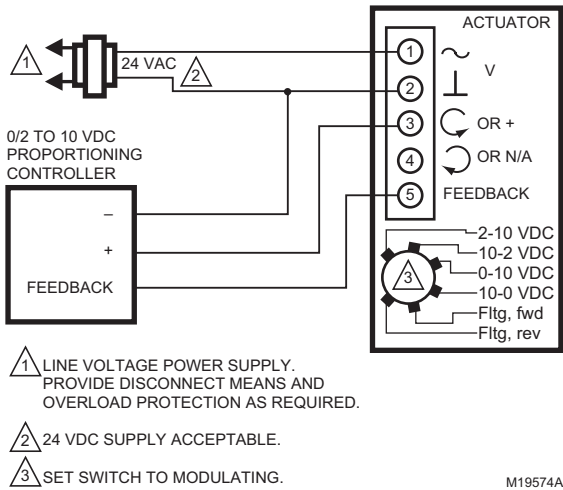 ACTUATOR
1
24 VAC
2
1
V
2
3
OR +
4
OR N/A
5
FEEDBACK
0/2 TO 10 VDC
PROPORTIONING
CONTROLLER
–
+
FEEDBACK
2-10 VDC
10-2 VDC
0-10 VDC
10-0 VDC
Fltg, fwd
Fltg, rev
3
1 LINE VOLTAGE POWER SUPPLY.
PROVIDE DISCONNECT MEANS AND
OVERLOAD PROTECTION AS REQUIRED.
2 24 VDC SUPPLY ACCEPTABLE.
3 SET SWITCH TO MODULATING.
M19574A